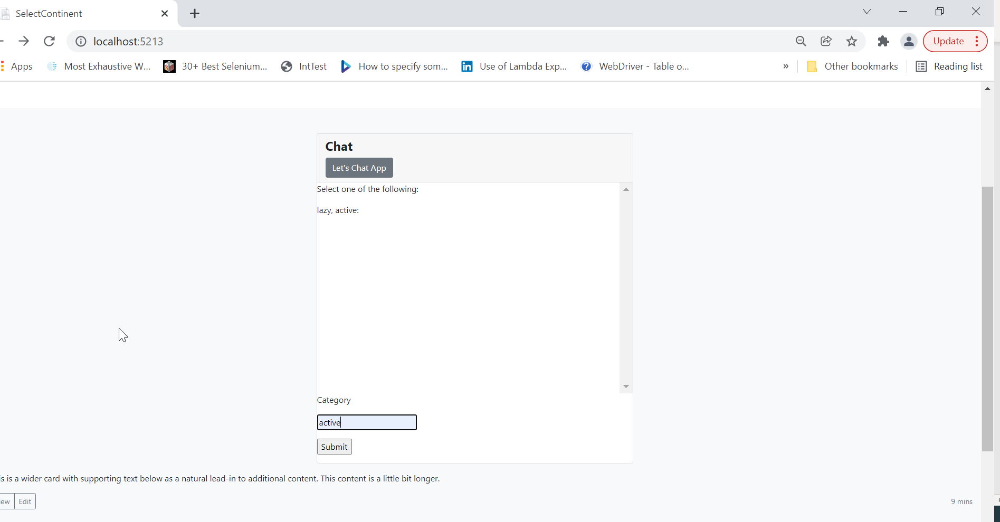 SelectContinent
localhost:5213
Update
Apps
Most Exhaustive W...
30+ Best Selenium...
IntTest
How to specify som...
Use of Lambda Exp...
WebDriver - Table o...
»
Other bookmarks
Reading list
Chat
Let's Chat App
Select one of the following:
lazy, active:
Category
active
Submit
s is a wider card with supporting text below as a natural lead-in to additional content. This content is a little bit longer.
ew
Edit
9 mins